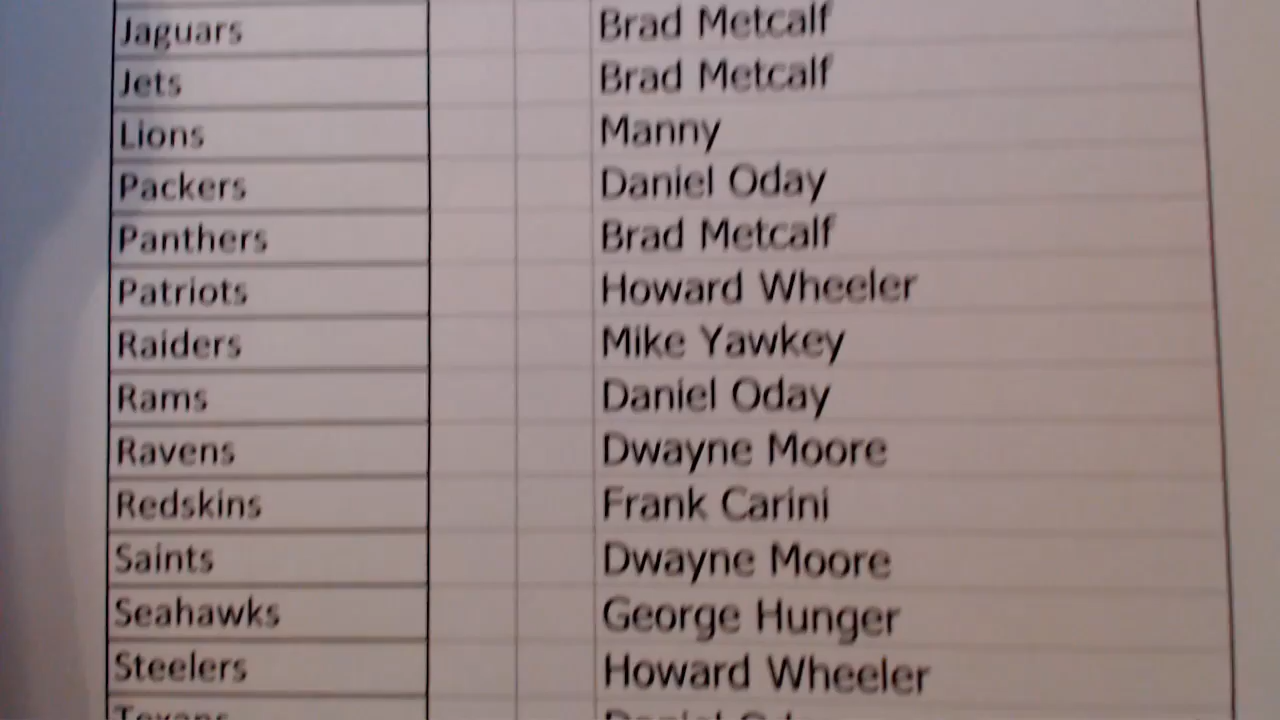 Jaguars Brad Metcalf
Jets Brad Metcalf
Lions Manny
Packers Daniel Oday
Panthers Brad Metcalf
Patriots Howard Wheeler
Raiders Mike Yawkey
Rams Daniel Oday
Ravens Dwayne Moore
Redskins Frank Carini
Saints Dwayne Moore
Seahawks George Hunger
Steelers Howard Wheeler
Texans Daniel